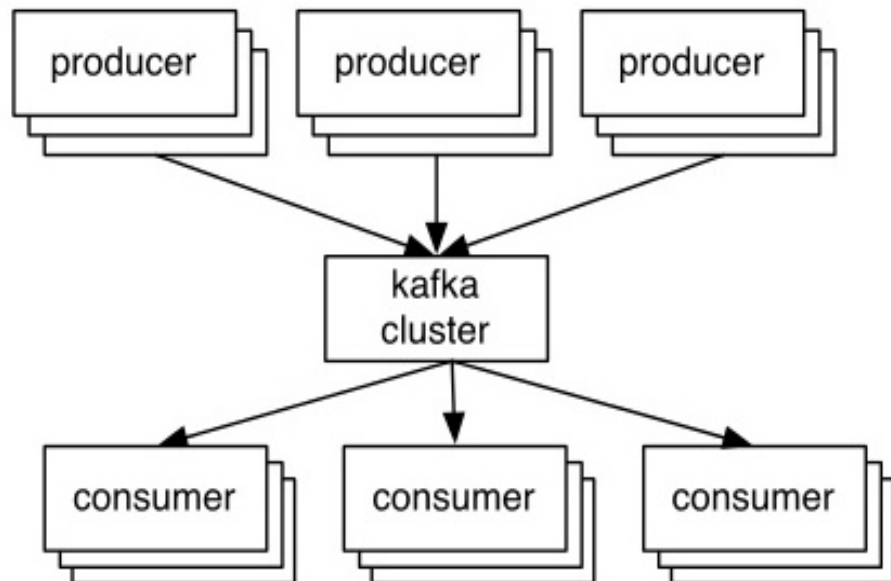 producer
producer
producer
kafka
cluster
consumer
consumer
consumer